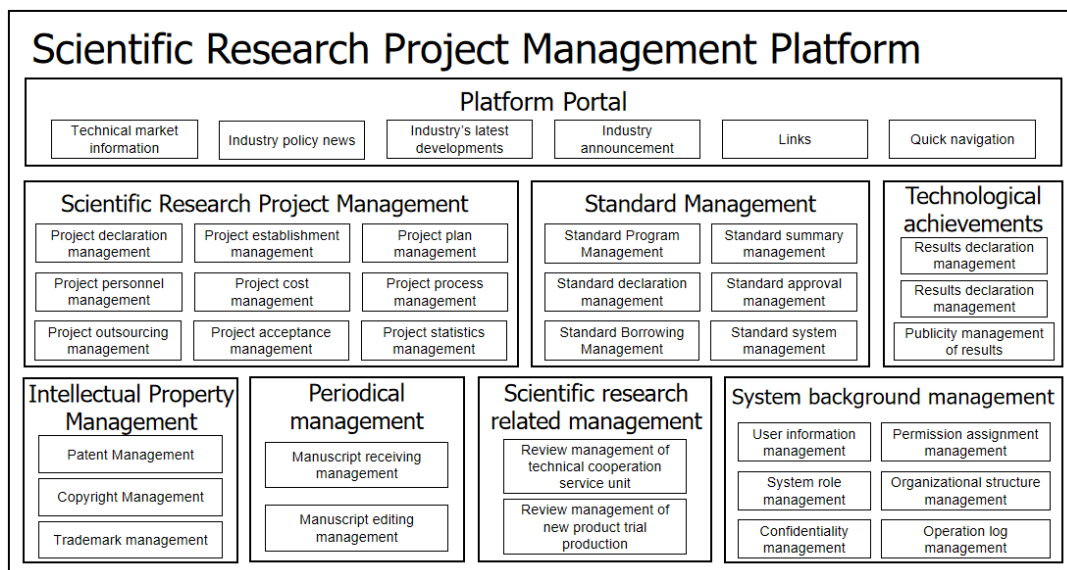 Scientific Research Project Management Platform
Platform Portal
Technical market
information
Industry policy news
Industry's latest
developments
Industry
announcement
Links
Quick navigation
Scientific Research Project Management
Project declaration
management
Project establishment
management
Project plan
management
Project personnel
management
Project cost
management
Project process
management
Project outsourcing
management
Project acceptance
management
Project statistics
management
Standard Management
Standard Program
Management
Standard summary
management
Standard declaration
management
Standard approval
management
Standard Borrowing
Management
Standard system
management
Technological
achievements
Results declaration
management
Results declaration
management
Publicity management
of results
Intellectual Property
Management
Patent Management
Copyright Management
Trademark management
Periodical
management
Manuscript receiving
management
Manuscript editing
management
Scientific research
related management
Review management of
technical cooperation
service unit
Review management of
new product trial
production
System background management
User information
management
Permission assignment
management
System role
management
Organizational structure
management
Confidentiality
management
Operation log
management